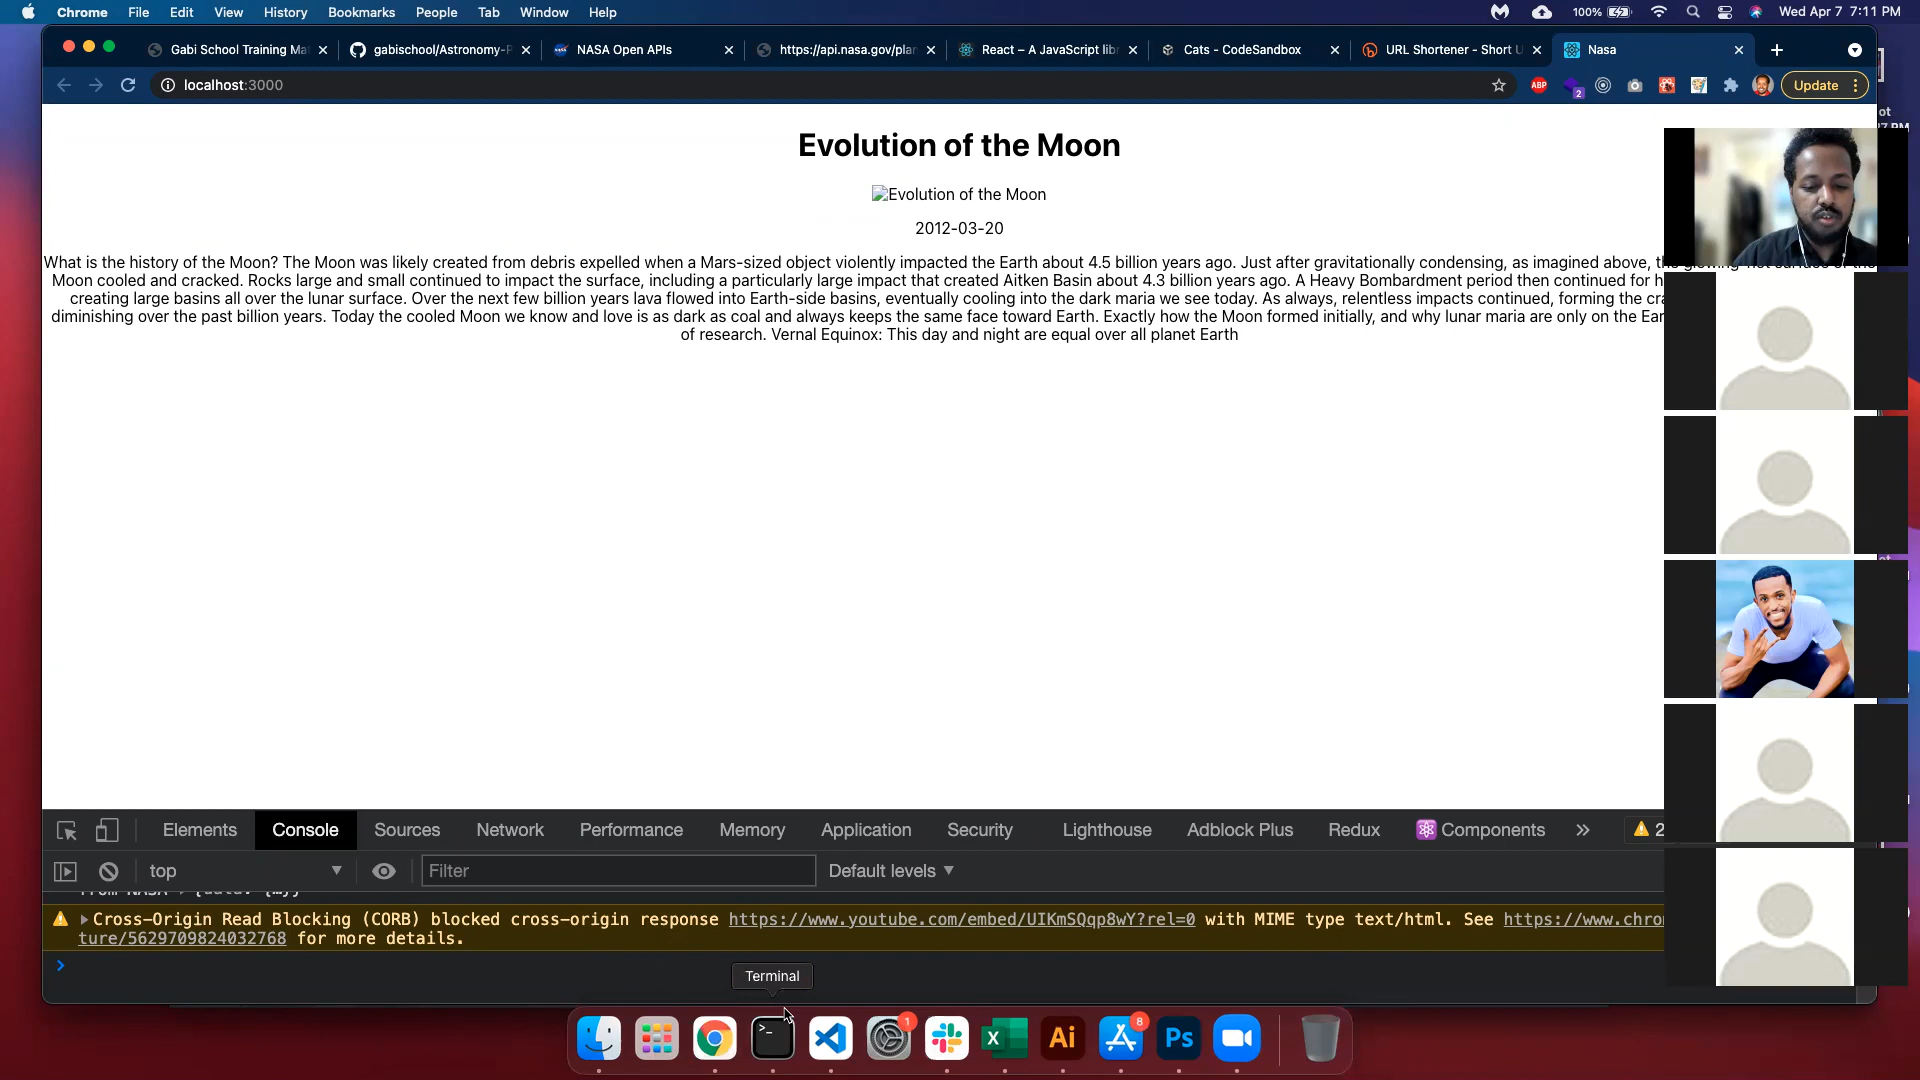 Chrome File Edit View History Bookmarks People Tab Window Help
100% Wed Apr 7 7:11 PM
Gabi School Training Ma
gabischool/Astronomy-P
NASA Open APIs
https://api.nasa.gov/plan
React – A JavaScript libr
Cats - CodeSandbox
URL Shortener - Short U
Nasa
localhost:3000
ABP
2
Update
Evolution of the Moon
Evolution of the Moon
2012-03-20
What is the history of the Moon? The Moon was likely created from debris expelled when a Mars-sized object violently impacted the Earth about 4.5 billion years ago. Just after gravitationally condensing, as imagined above, the glowing-hot surface of the
Moon cooled and cracked. Rocks large and small continued to impact the surface, including a particularly large impact that created Aitken Basin about 4.3 billion years ago. A Heavy Bombardment period then continued for h
creating large basins all over the lunar surface. Over the next few billion years lava flowed into Earth-side basins, eventually cooling into the dark maria we see today. As always, relentless impacts continued, forming the cra
diminishing over the past billion years. Today the cooled Moon we know and love is as dark as coal and always keeps the same face toward Earth. Exactly how the Moon formed initially, and why lunar maria are only on the Ear
of research. Vernal Equinox: This day and night are equal over all planet Earth
Elements Console Sources Network Performance Memory Application Security Lighthouse Adblock Plus Redux Components » 2
top Filter Default levels
Cross-Origin Read Blocking (CORB) blocked cross-origin response https://www.youtube.com/embed/UIKmSQqp8wY?rel=0 with MIME type text/html. See https://www.chro
ture/5629709824032768 for more details.
Terminal
1
8
Ai
Ps